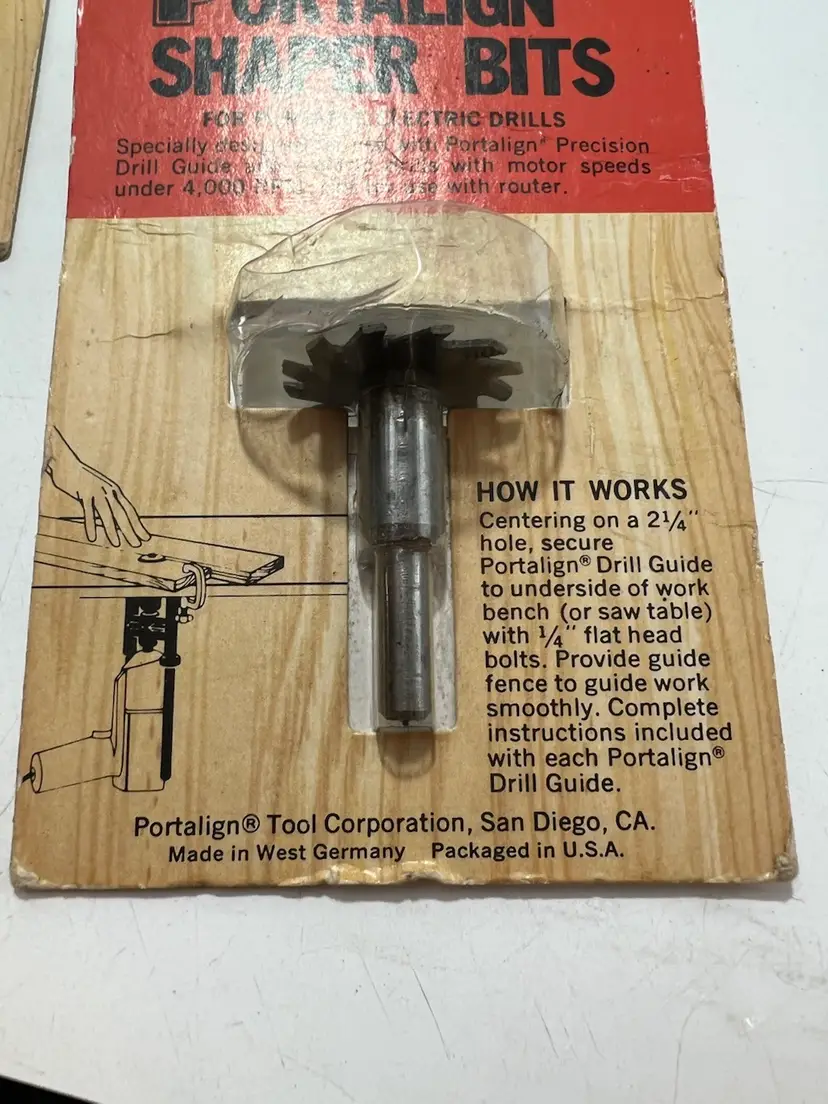 PORTALIGN
SHAPER BITS
FOR ELECTRIC DRILLS
Specially with Portalign® Precision
Drill Guide with motor speeds
under 4,000 use with router.
HOW IT WORKS
Centering on a 2¼"
hole, secure
Portalign® Drill Guide
to underside of work
bench (or saw table)
with ¼" flat head
bolts. Provide guide
fence to guide work
smoothly. Complete
instructions included
with each Portalign®
Drill Guide.
Portalign® Tool Corporation, San Diego, CA.
Made in West Germany Packaged in U.S.A.